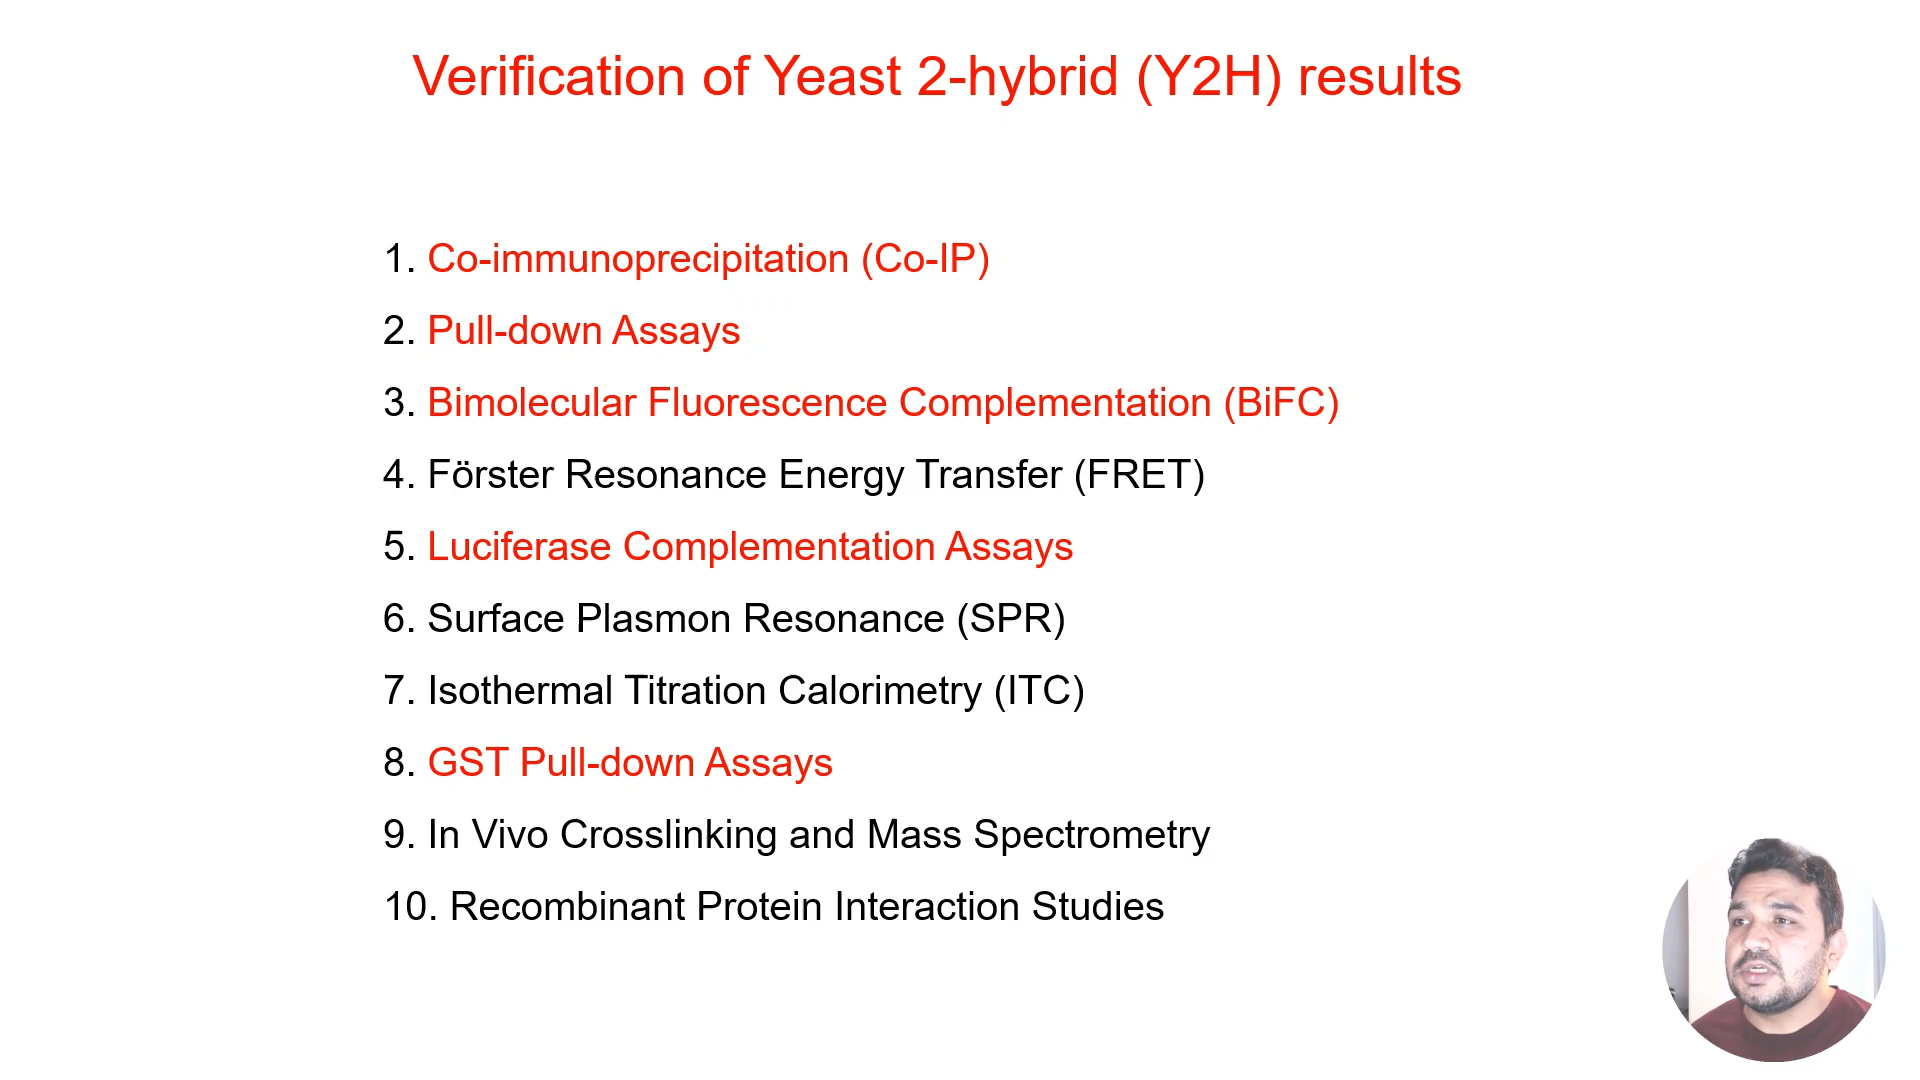 Verification of Yeast 2-hybrid (Y2H) results
1. Co-immunoprecipitation (Co-IP)
2. Pull-down Assays
3. Bimolecular Fluorescence Complementation (BiFC)
4. Förster Resonance Energy Transfer (FRET)
5. Luciferase Complementation Assays
6. Surface Plasmon Resonance (SPR)
7. Isothermal Titration Calorimetry (ITC)
8. GST Pull-down Assays
9. In Vivo Crosslinking and Mass Spectrometry
10. Recombinant Protein Interaction Studies